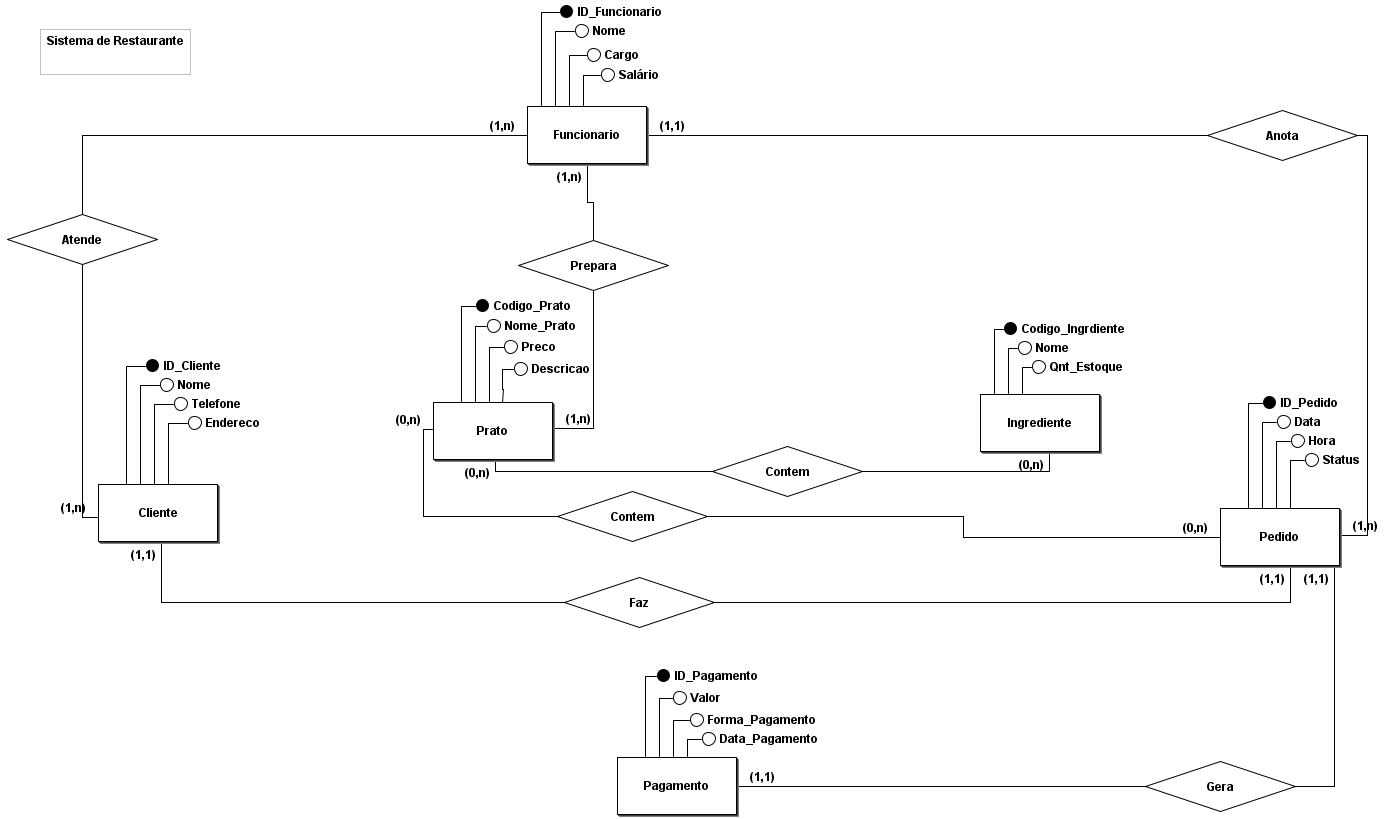 ID_Funcionario
Nome
Cargo
Salário
Sistema de Restaurante
(1,n)
Funcionario
(1,1)
Anota
(1,n)
Atende
Prepara
Codigo_Prato
Nome_Prato
Preco
Descricao
Codigo_Ingrdiente
Nome
Qnt_Estoque
ID_Cliente
Nome
Telefone
Endereco
ID_Pedido
Data
Hora
Status
(0,n)
Prato
(1,n)
Ingrediente
(0,n)
Contem
(0,n)
(1,n)
Cliente
Contem
(0,n)
Pedido
(1,n)
(1,1)
(1,1)
(1,1)
Faz
ID_Pagamento
Valor
Forma_Pagamento
Data_Pagamento
Pagamento
(1,1)
Gera